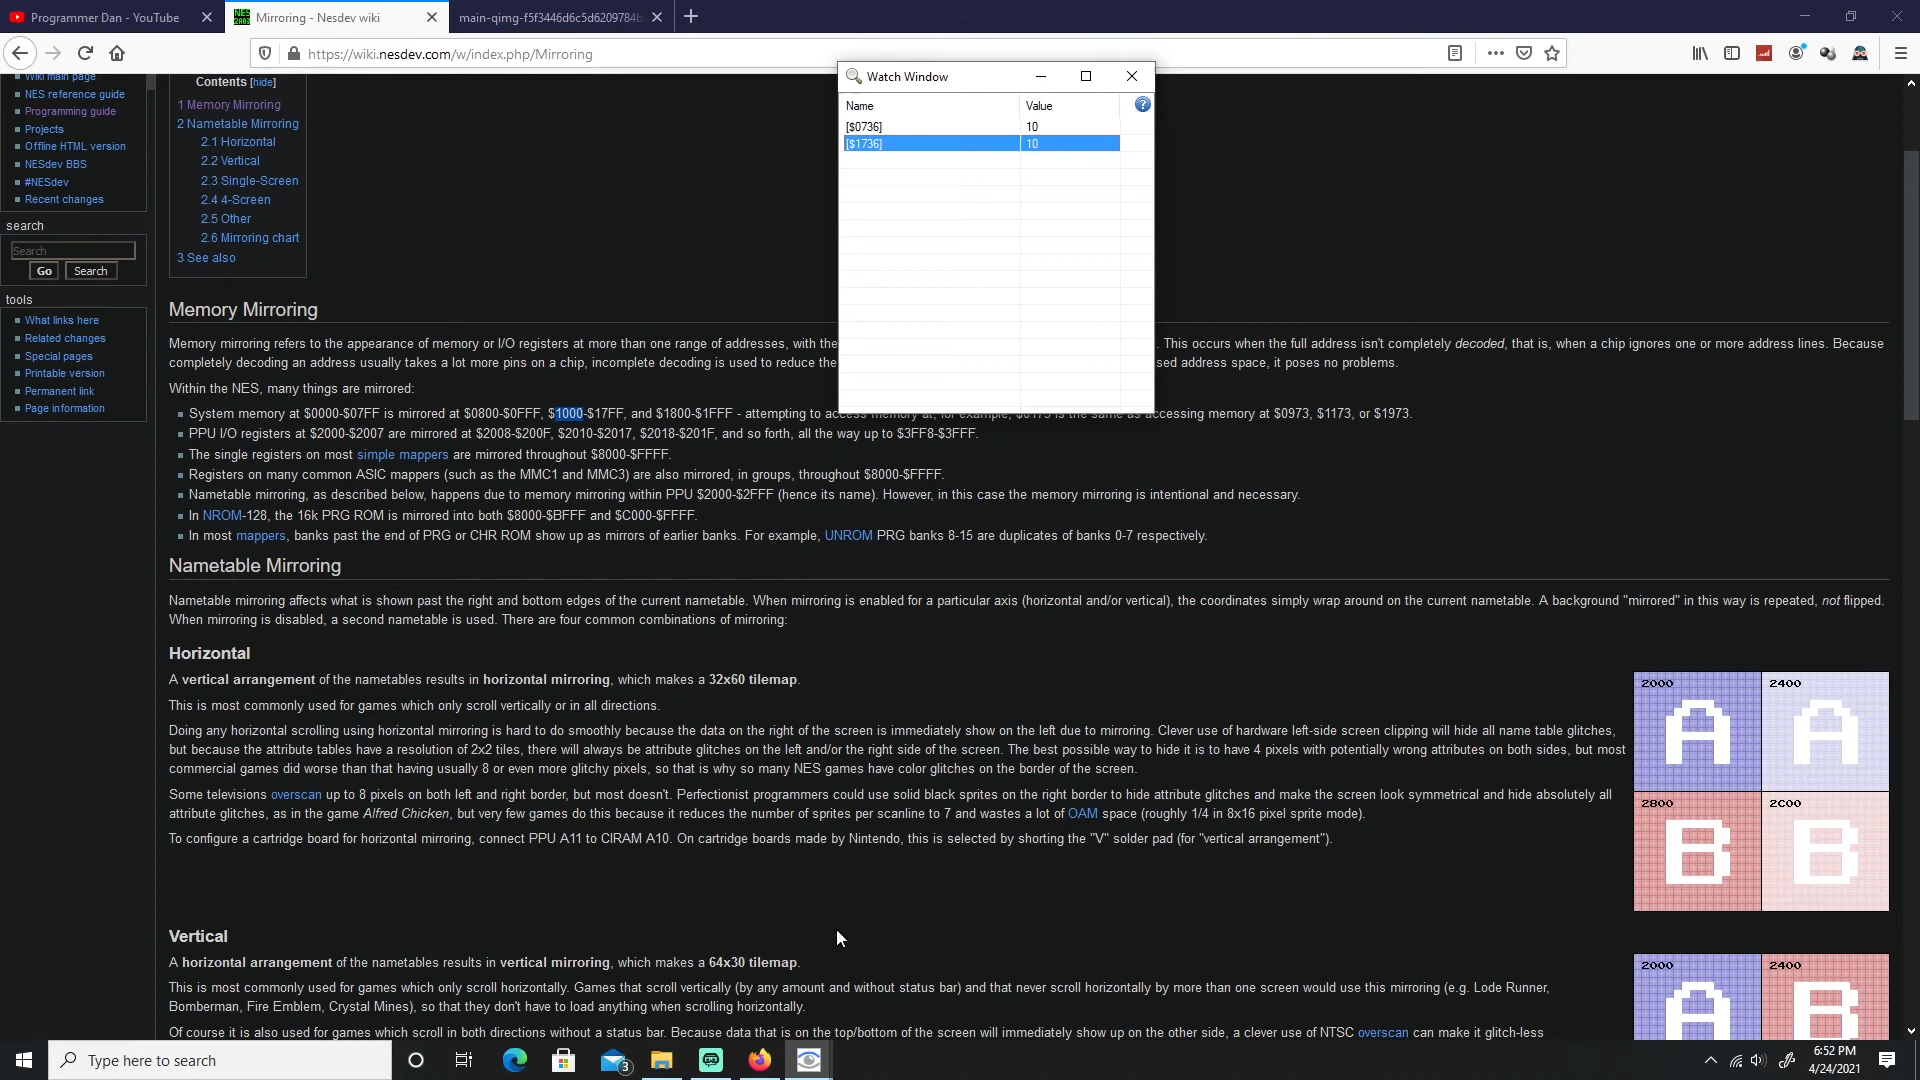 Programmer Dan - YouTube
Mirroring - Nesdev wiki
main-qimg-f5f3446d6c5d6209784b
https://wiki.nesdev.com/w/index.php/Mirroring
Wiki main page
NES reference guide
Programming guide
Projects
Offline HTML version
NESdev BBS
#NESdev
Recent changes
search
Search
Go Search
tools
What links here
Related changes
Special pages
Printable version
Permanent link
Page information
Contents [hide]
1 Memory Mirroring
2 Nametable Mirroring
2.1 Horizontal
2.2 Vertical
2.3 Single-Screen
2.4 4-Screen
2.5 Other
2.6 Mirroring chart
3 See also
Watch Window
Name Value
[$0736] 10
[$1736] 10
Memory Mirroring
Memory mirroring refers to the appearance of memory or I/O registers at more than one range of addresses, with the . This occurs when the full address isn't completely decoded, that is, when a chip ignores one or more address lines. Because
completely decoding an address usually takes a lot more pins on a chip, incomplete decoding is used to reduce the sed address space, it poses no problems.
Within the NES, many things are mirrored:
System memory at $0000-$07FF is mirrored at $0800-$0FFF, $1000-$17FF, and $1800-$1FFF - attempting to access memory at, for example, $0173 is the same as accessing memory at $0973, $1173, or $1973.
PPU I/O registers at $2000-$2007 are mirrored at $2008-$200F, $2010-$2017, $2018-$201F, and so forth, all the way up to $3FF8-$3FFF.
The single registers on most simple mappers are mirrored throughout $8000-$FFFF.
Registers on many common ASIC mappers (such as the MMC1 and MMC3) are also mirrored, in groups, throughout $8000-$FFFF.
Nametable mirroring, as described below, happens due to memory mirroring within PPU $2000-$2FFF (hence its name). However, in this case the memory mirroring is intentional and necessary.
In NROM-128, the 16k PRG ROM is mirrored into both $8000-$BFFF and $C000-$FFFF.
In most mappers, banks past the end of PRG or CHR ROM show up as mirrors of earlier banks. For example, UNROM PRG banks 8-15 are duplicates of banks 0-7 respectively.
Nametable Mirroring
Nametable mirroring affects what is shown past the right and bottom edges of the current nametable. When mirroring is enabled for a particular axis (horizontal and/or vertical), the coordinates simply wrap around on the current nametable. A background "mirrored" in this way is repeated, not flipped.
When mirroring is disabled, a second nametable is used. There are four common combinations of mirroring:
Horizontal
A vertical arrangement of the nametables results in horizontal mirroring, which makes a 32x60 tilemap.
This is most commonly used for games which only scroll vertically or in all directions.
Doing any horizontal scrolling using horizontal mirroring is hard to do smoothly because the data on the right of the screen is immediately show on the left due to mirroring. Clever use of hardware left-side screen clipping will hide all name table glitches,
but because the attribute tables have a resolution of 2x2 tiles, there will always be attribute glitches on the left and/or the right side of the screen. The best possible way to hide it is to have 4 pixels with potentially wrong attributes on both sides, but most
commercial games did worse than that having usually 8 or even more glitchy pixels, so that is why so many NES games have color glitches on the border of the screen.
Some televisions overscan up to 8 pixels on both left and right border, but most doesn't. Perfectionist programmers could use solid black sprites on the right border to hide attribute glitches and make the screen look symmetrical and hide absolutely all
attribute glitches, as in the game Alfred Chicken, but very few games do this because it reduces the number of sprites per scanline to 7 and wastes a lot of OAM space (roughly 1/4 in 8x16 pixel sprite mode).
To configure a cartridge board for horizontal mirroring, connect PPU A11 to CIRAM A10. On cartridge boards made by Nintendo, this is selected by shorting the "V" solder pad (for "vertical arrangement").
2000 2400
A A
2800 2C00
B B
Vertical
A horizontal arrangement of the nametables results in vertical mirroring, which makes a 64x30 tilemap.
This is most commonly used for games which only scroll horizontally. Games that scroll vertically (by any amount and without status bar) and that never scroll horizontally by more than one screen would use this mirroring (e.g. Lode Runner,
Bomberman, Fire Emblem, Crystal Mines), so that they don't have to load anything when scrolling horizontally.
Of course it is also used for games which scroll in both directions without a status bar. Because data that is on the top/bottom of the screen will immediately show up on the other side, a clever use of NTSC overscan can make it glitch-less
2000 2400
A B
Type here to search
3
6:52 PM
4/24/2021